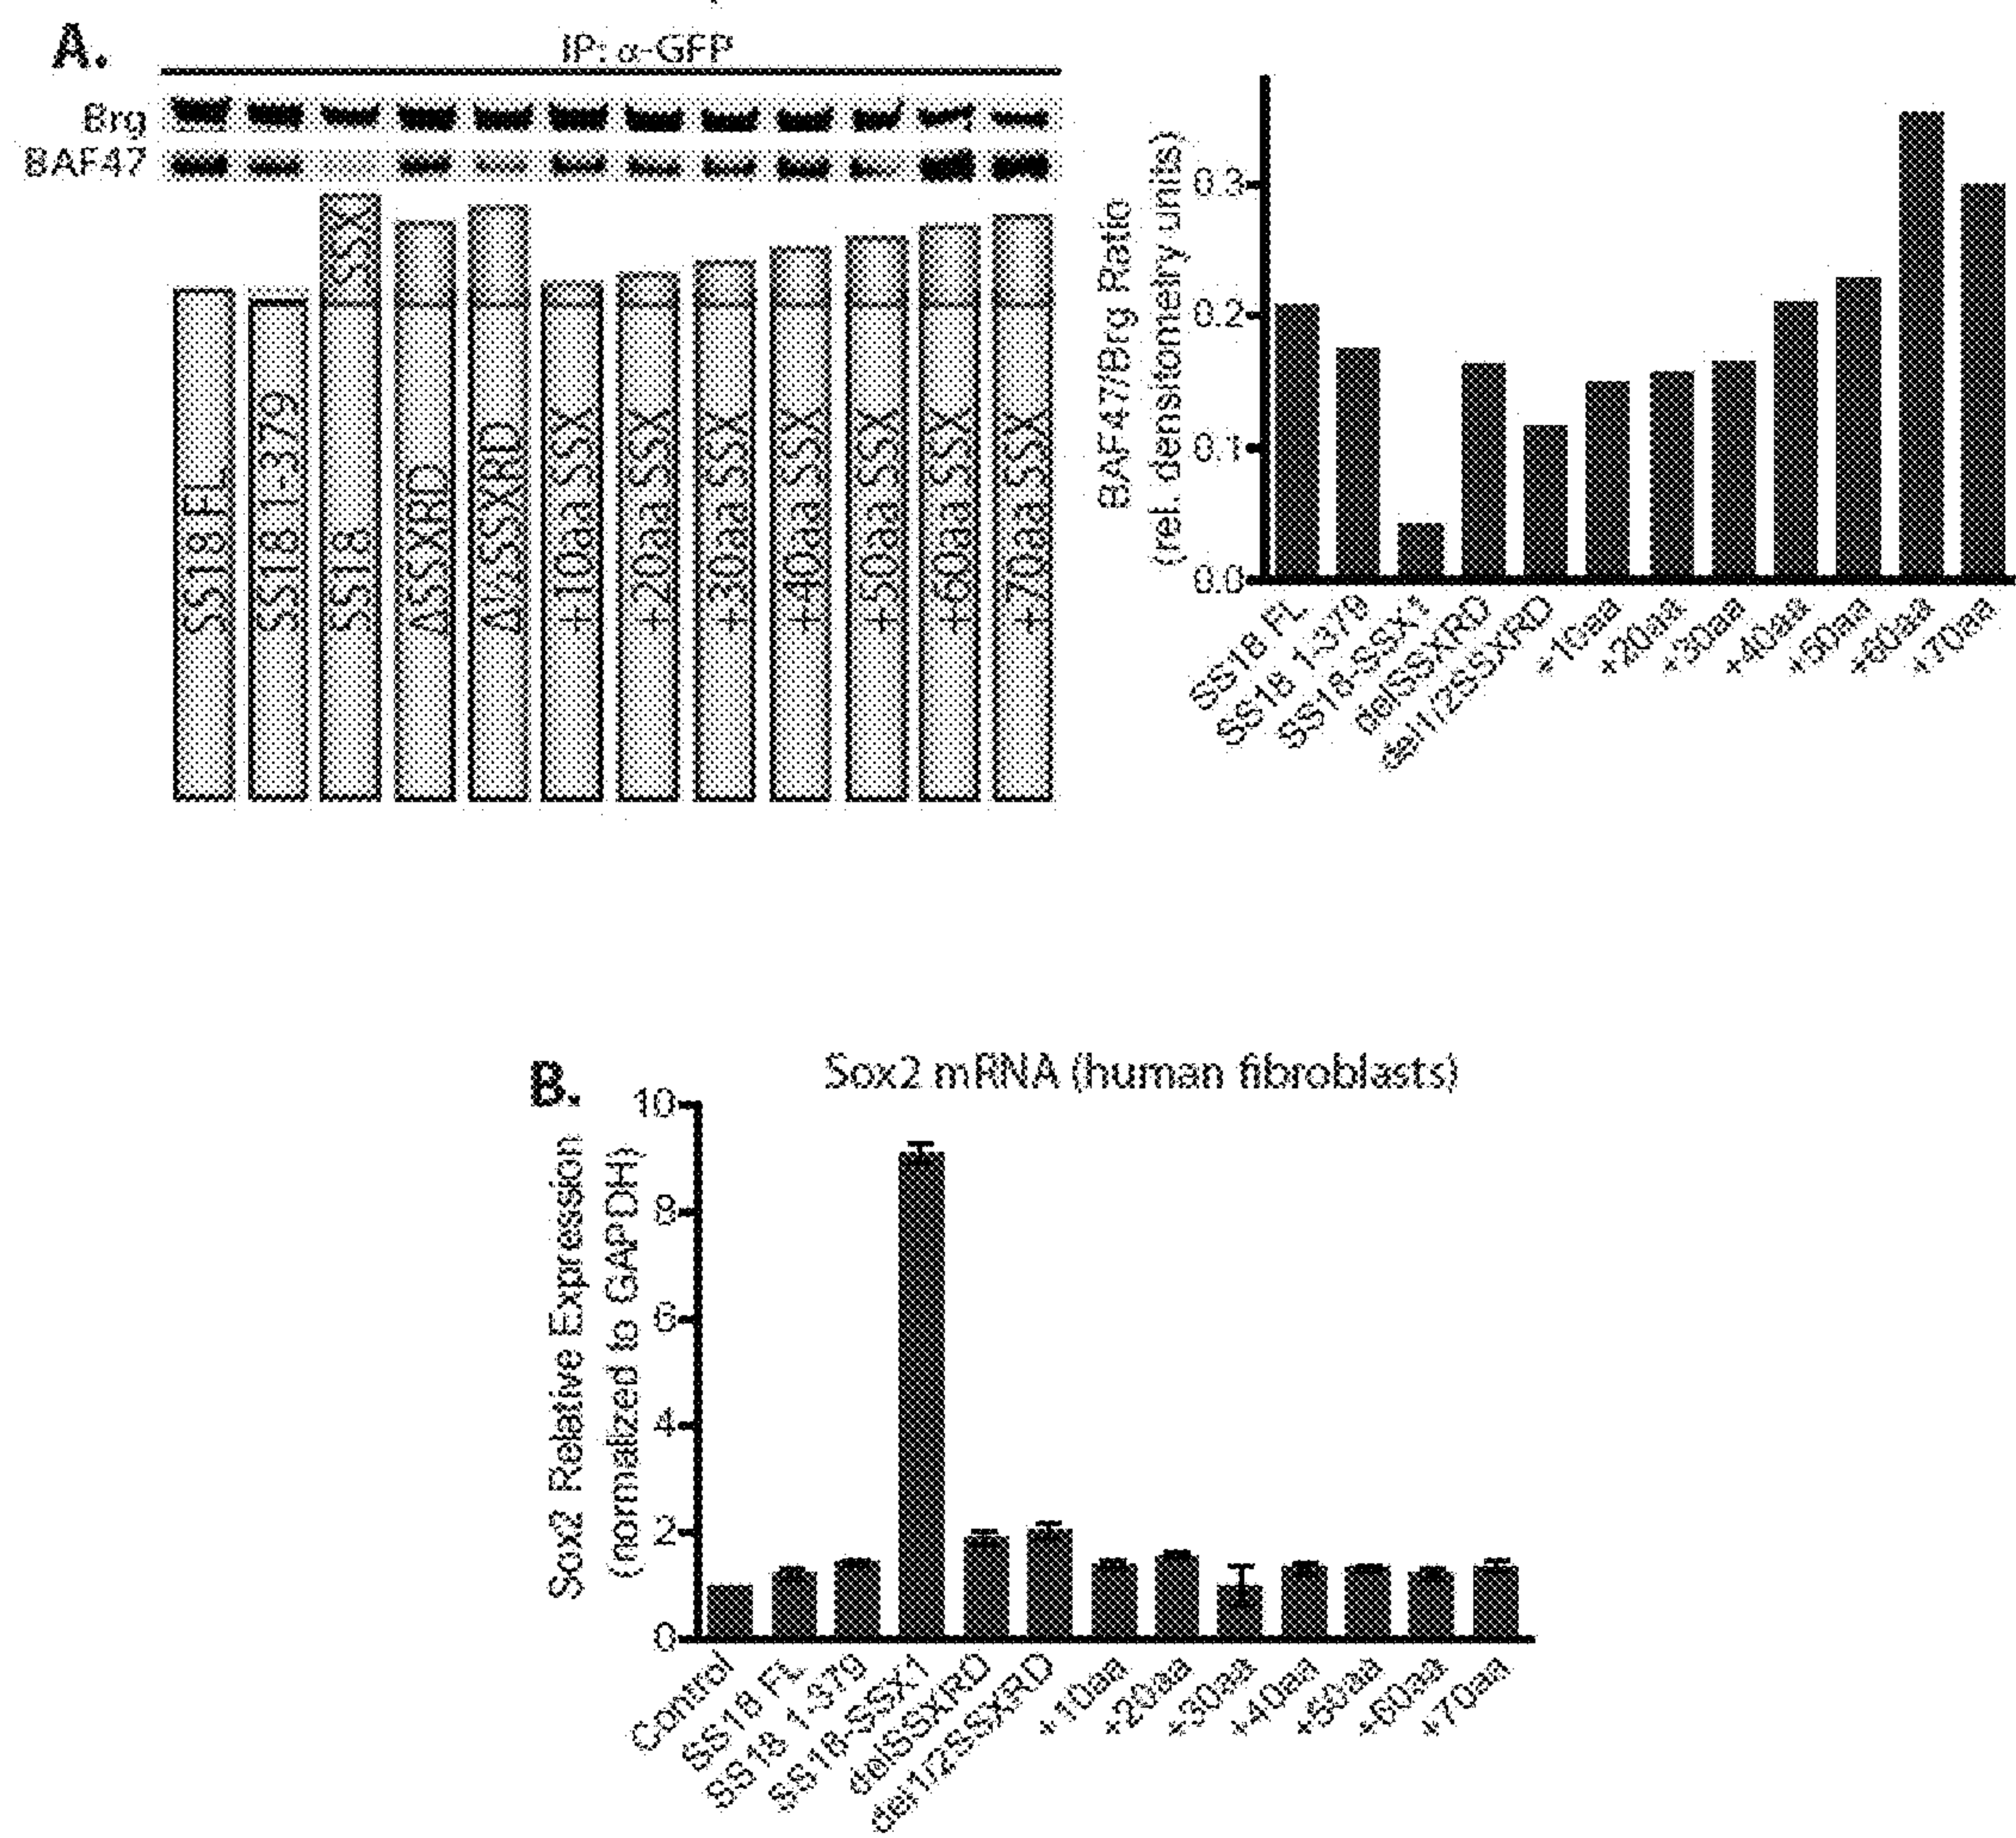 A.
IP: α-GFP
Brg
BAF47
SS18 FL
SS18 1-379
SS18 SSX
ΔSSXRD
Δ½SSXRD
+10aa SSX
+20aa SSX
+30aa SSX
+40aa SSX
+50aa SSX
+60aa SSX
+70aa SSX
BAF47/Brg Ratio
(rel. densitometry units)
0.3
0.2
0.1
0.0
SS18 FL
SS18 1-379
SS18-SSX1
delSSXRD
del1/2SSXRD
+10aa
+20aa
+30aa
+40aa
+50aa
+60aa
+70aa
B.
Sox2 mRNA (human fibroblasts)
Sox2 Relative Expression
(normalized to GAPDH)
10
8
6
4
2
0
Control
SS18 FL
SS18 1-379
SS18-SSX1
delSSXRD
del1/2SSXRD
+10aa
+20aa
+30aa
+40aa
+50aa
+60aa
+70aa